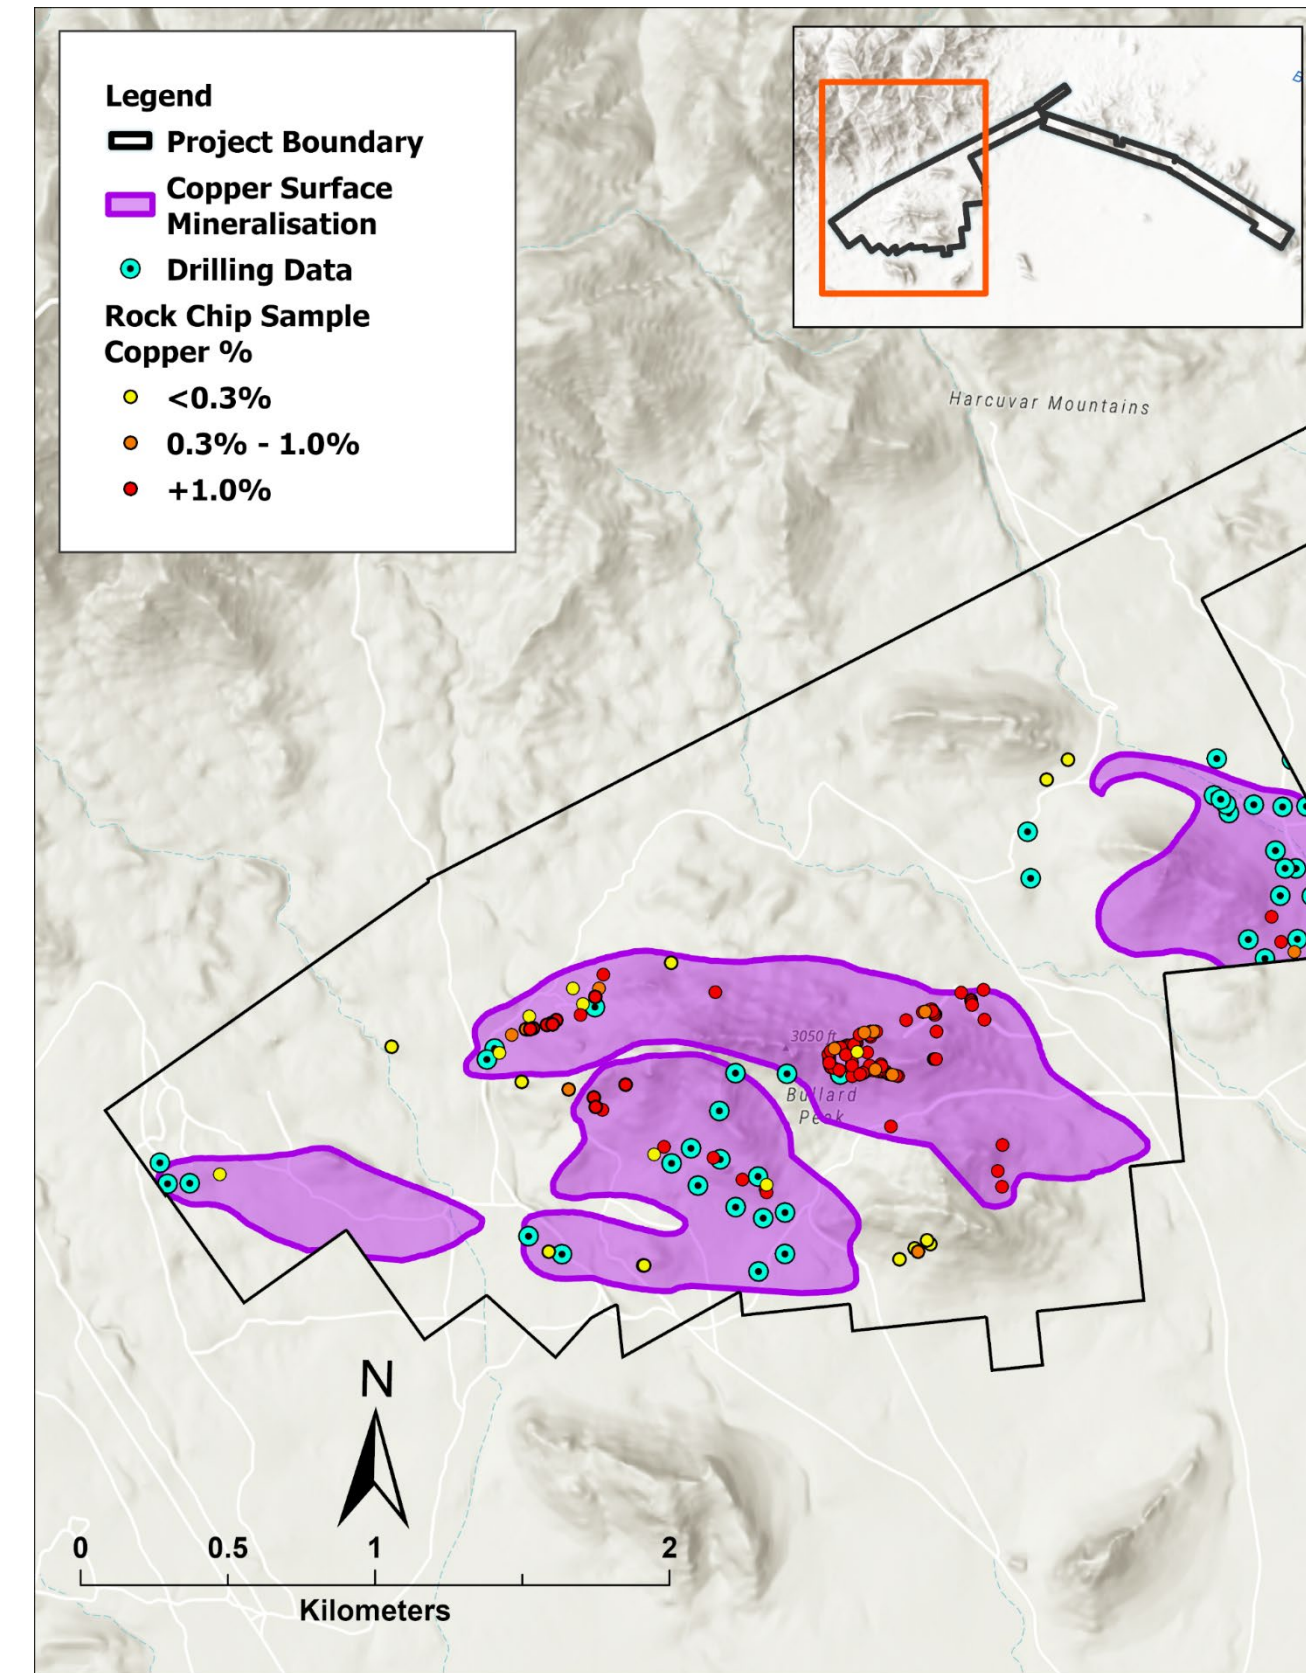 Legend
Project Boundary
Copper Surface
Mineralisation
Drilling Data
Rock Chip Sample
Copper %
<0.3%
0.3% - 1.0%
+1.0%
Harcuvar Mountains
3050 ft
Bullard
Peak
N
0 0.5 1 2
Kilometers